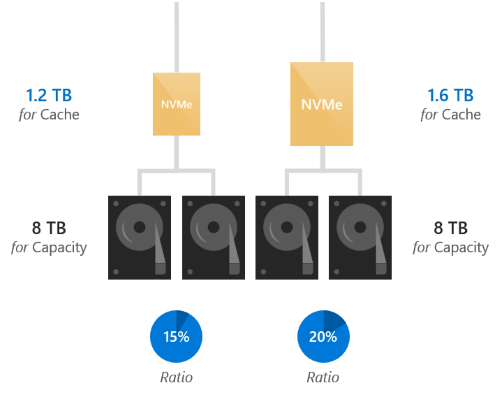 1.2 TB
for Cache
NVMe
NVMe
1.6 TB
for Cache
8 TB
for Capacity
8 TB
for Capacity
15%
20%
Ratio
Ratio